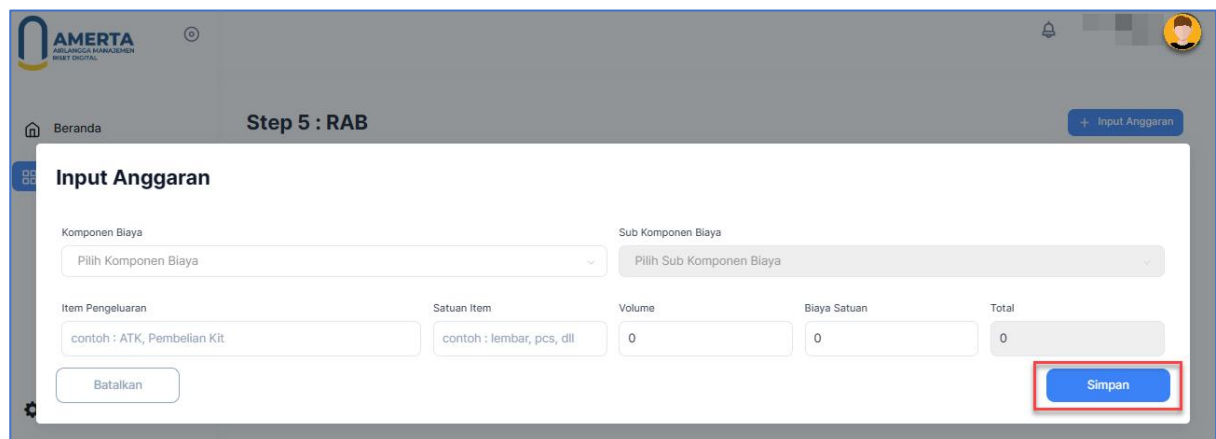 AMERTA
AIRLANGGA MANAJEMEN
RISET DIGITAL
Beranda
Step 5 : RAB
+ Input Anggaran
Input Anggaran
Komponen Biaya
Sub Komponen Biaya
Pilih Komponen Biaya
Pilih Sub Komponen Biaya
Item Pengeluaran
Satuan Item
Volume
Biaya Satuan
Total
contoh : ATK, Pembelian Kit
contoh : lembar, pcs, dll
0
0
0
Batalkan
Simpan